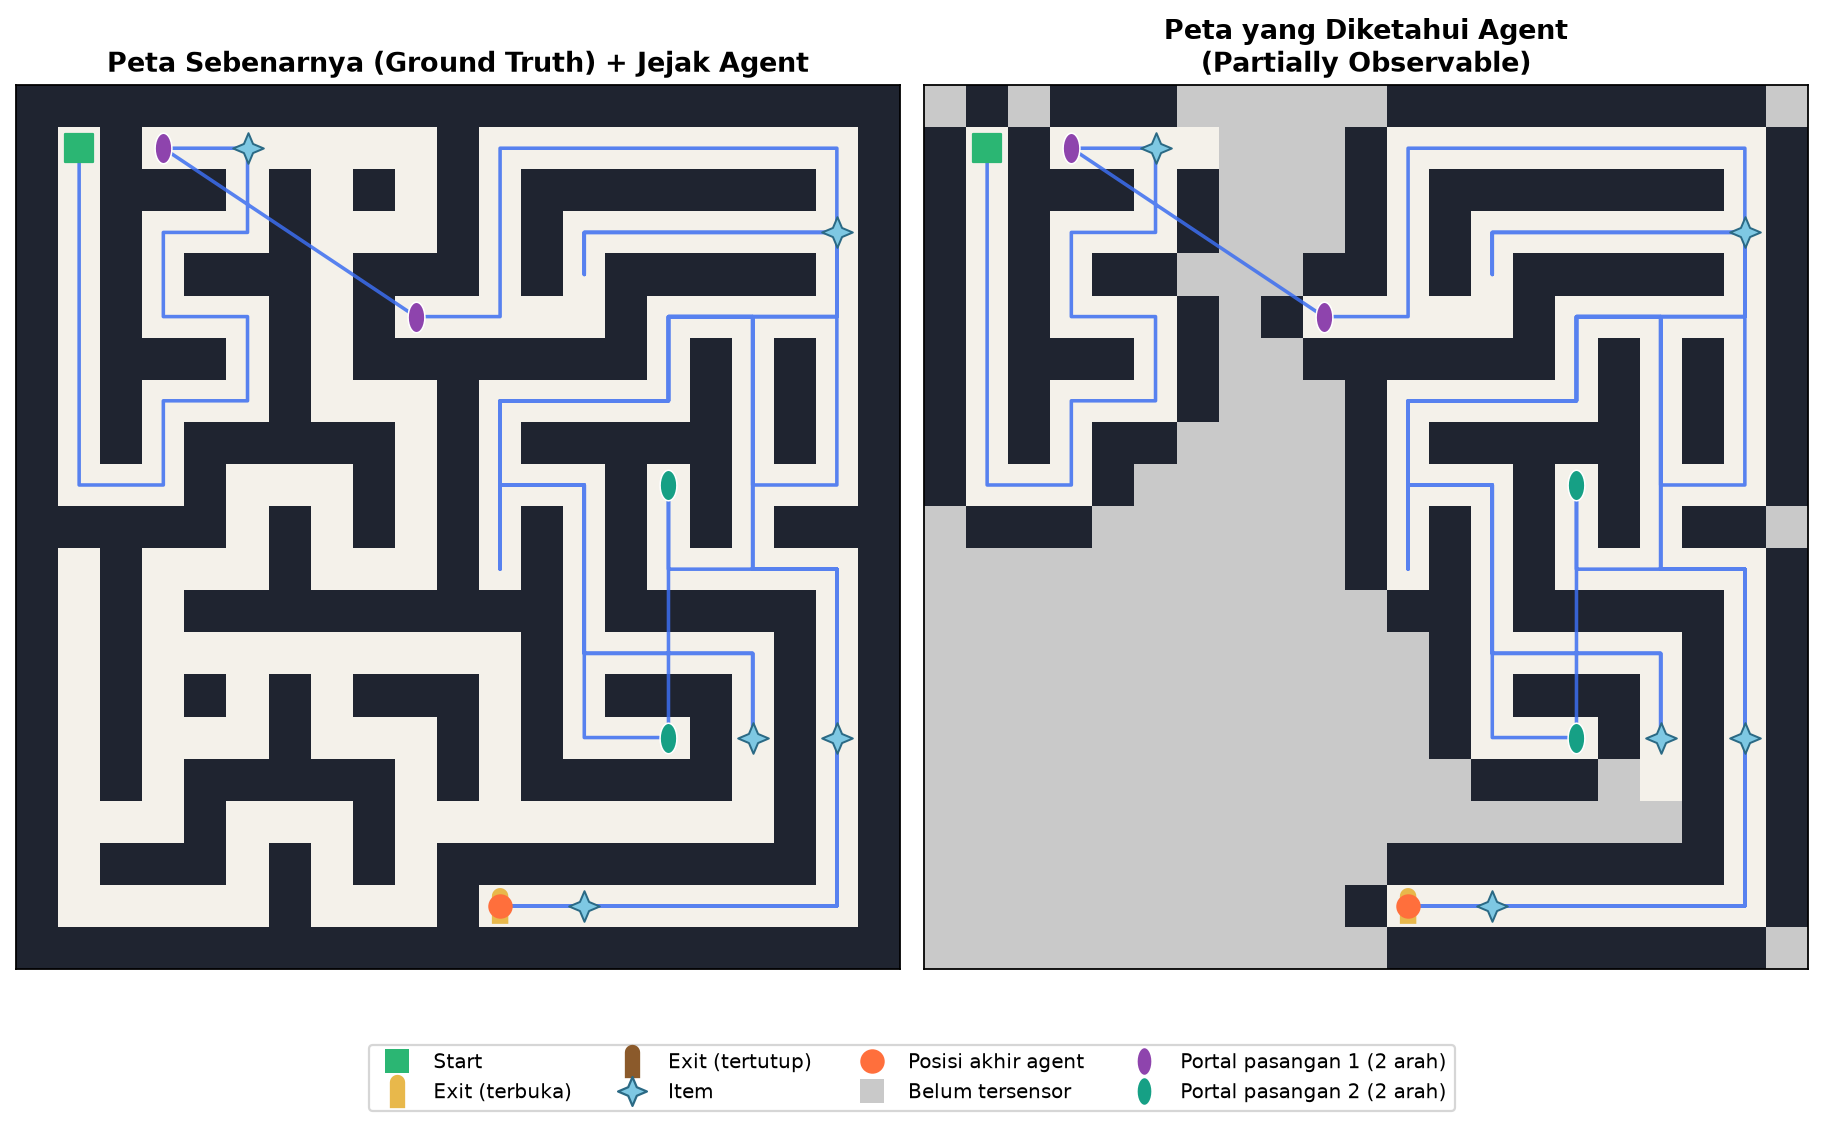 Peta Sebenarnya (Ground Truth) + Jejak Agent
Peta yang Diketahui Agent
(Partially Observable)
Start
Exit (terbuka)
Exit (tertutup)
Item
Posisi akhir agent
Belum tersensor
Portal pasangan 1 (2 arah)
Portal pasangan 2 (2 arah)